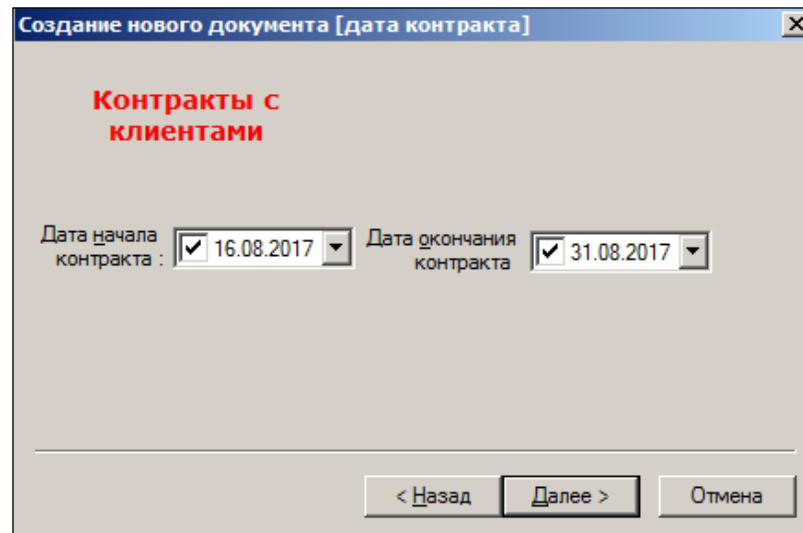 Создание нового документа [дата контракта]
Контракты с
клиентами
Дата начала
контракта :
16.08.2017
Дата окончания
контракта
31.08.2017
< Назад
Далее >
Отмена